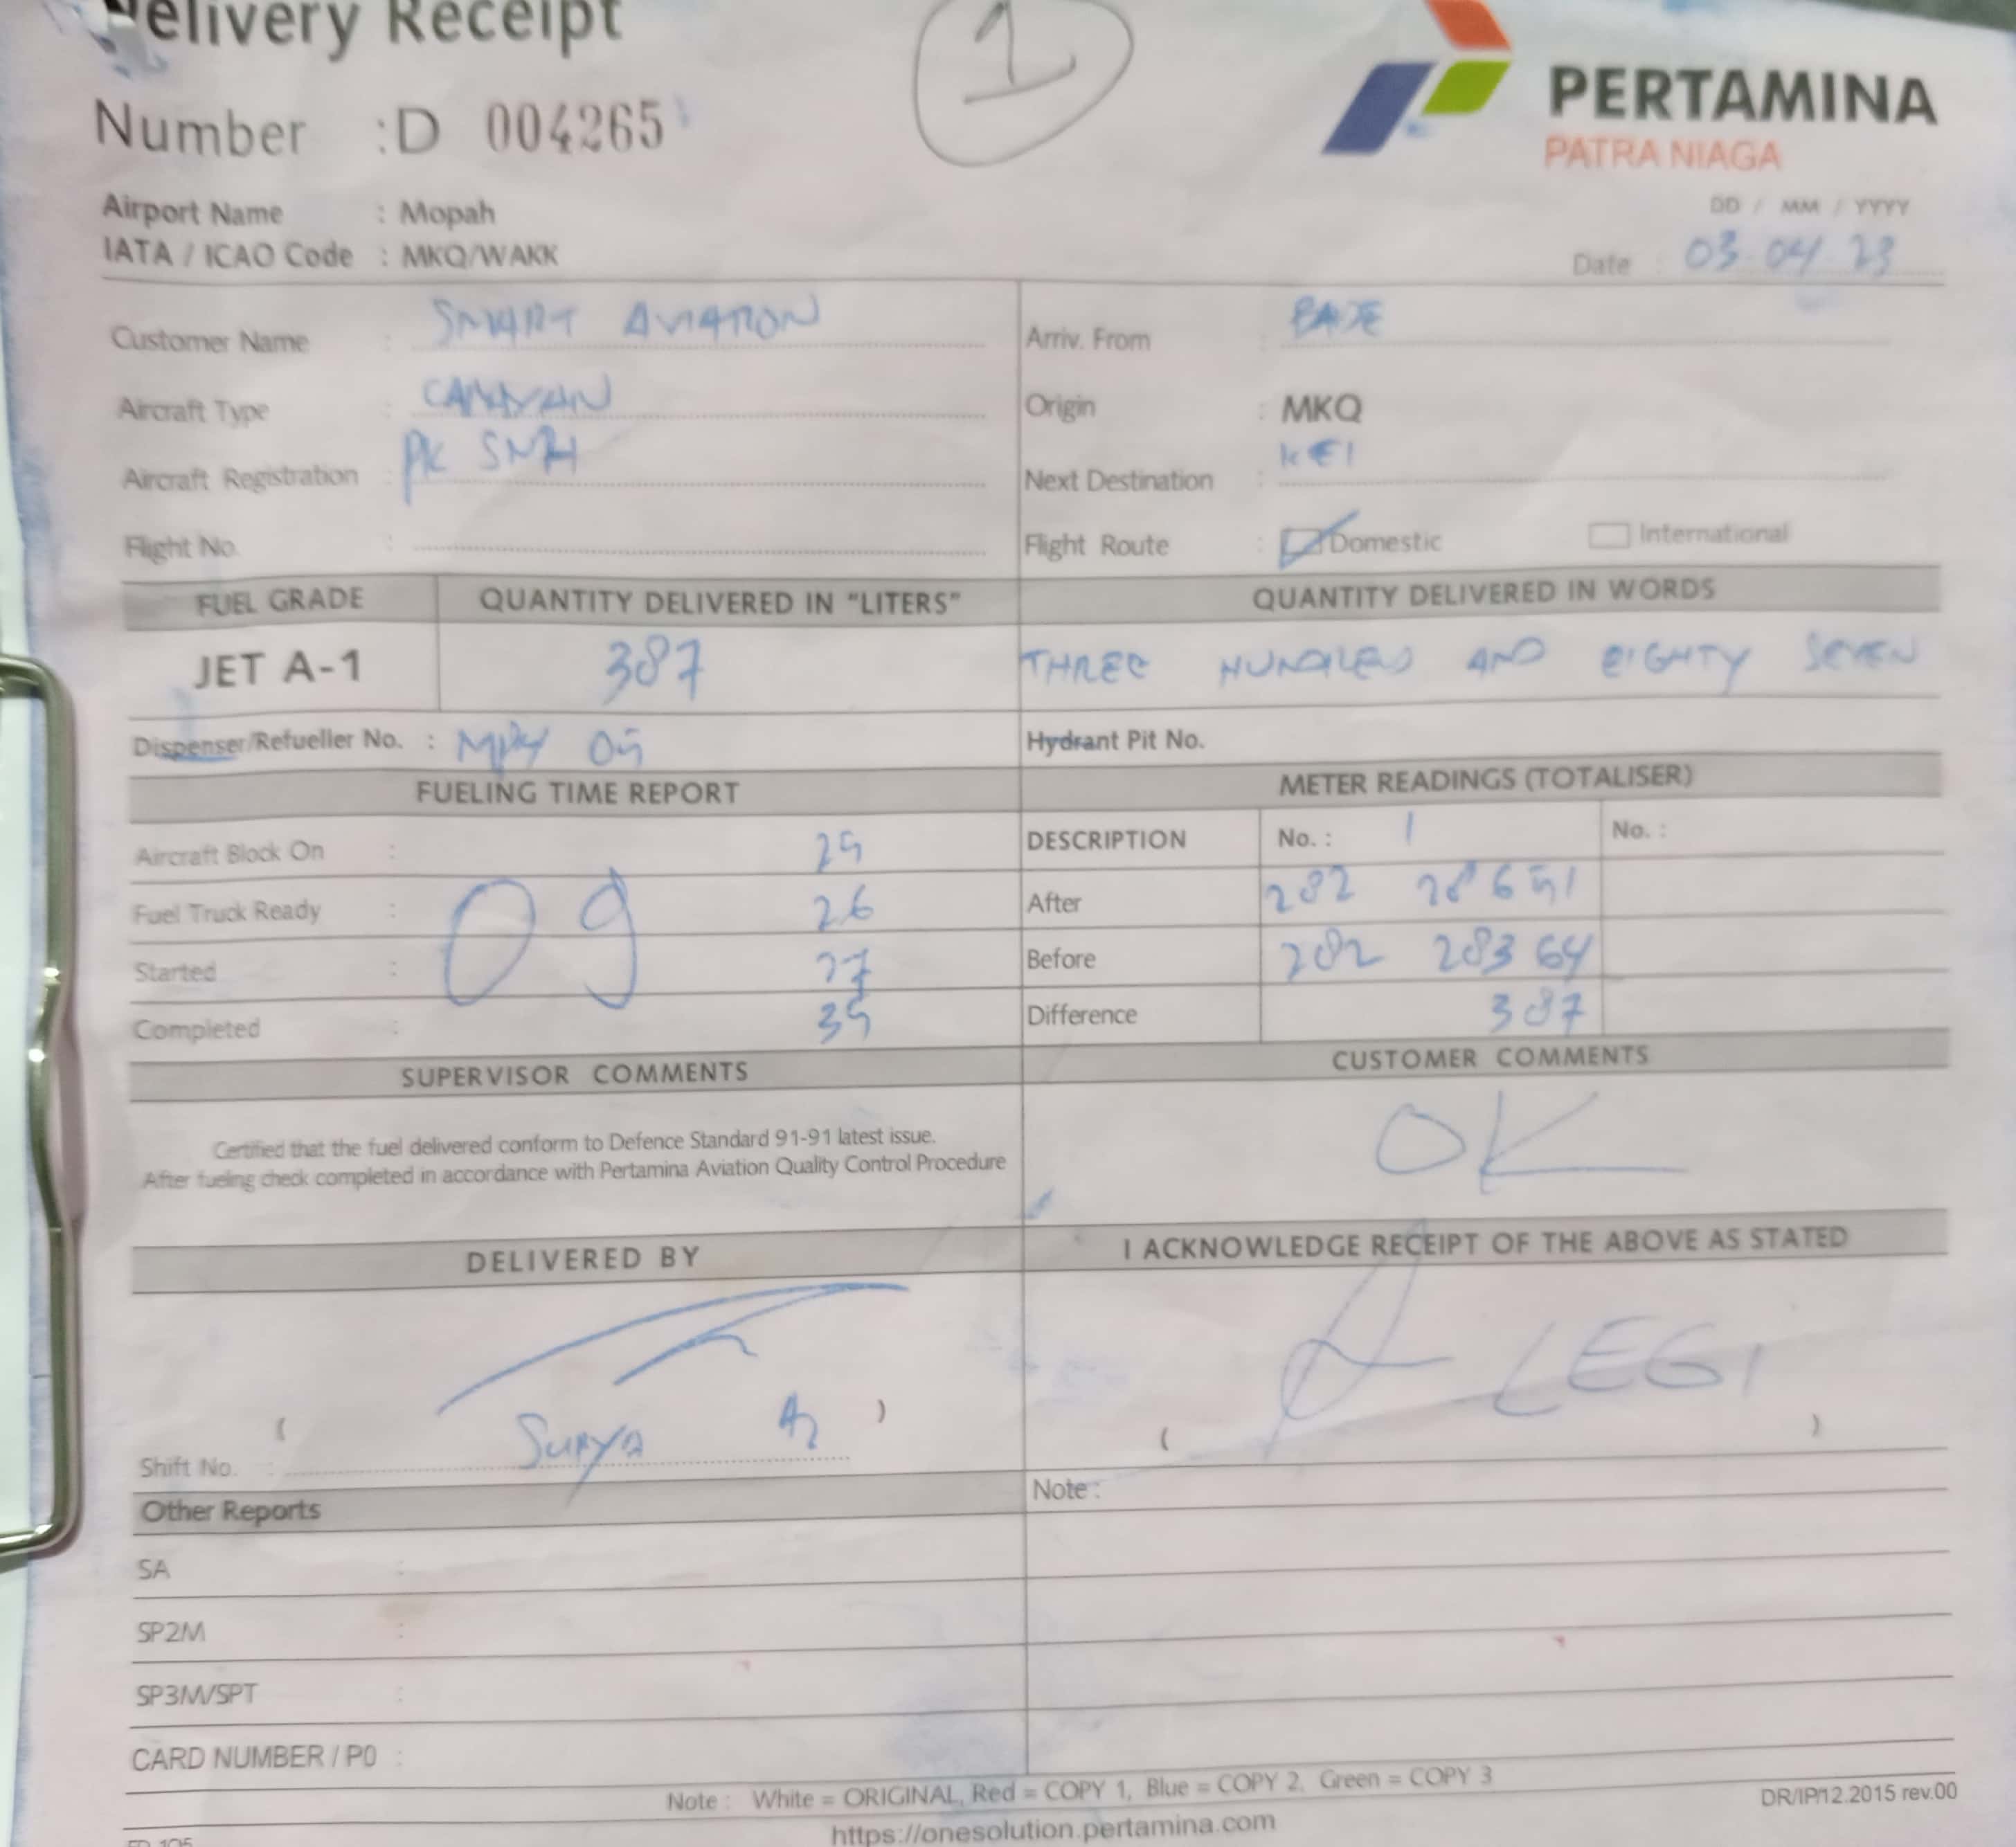 Delivery Receipt
1
PERTAMINA
PATRA NIAGA
Number : D 004265
Airport Name : Mopah
IATA / ICAO Code : MKQ/WAKK
DD / MM / YYYY
Date : 03 04 23
Customer Name : SMART AVIATION
Arriv. From : BADE
Aircraft Type : CARAVAN
Origin : MKQ
Aircraft Registration : PK
Next Destination : KEI
Flight No. :
Flight Route : Domestic International
FUEL GRADE QUANTITY DELIVERED IN "LITERS" QUANTITY DELIVERED IN WORDS
JET A-1 387 THREE HUNDRED AND EIGHTY SEVEN
Dispenser/Refueller No. : 05 Hydrant Pit No.
FUELING TIME REPORT METER READINGS (TOTALISER)
Aircraft Block On : 25 DESCRIPTION No. : 1 No. :
Fuel Truck Ready : 09 26 After 282 28651
Started : 27 Before 282 28364
Completed : 35 Difference 387
SUPERVISOR COMMENTS CUSTOMER COMMENTS
Certified that the fuel delivered conform to Defence Standard 91-91 latest issue.
After fueling check completed in accordance with Pertamina Aviation Quality Control Procedure
OK
DELIVERED BY I ACKNOWLEDGE RECEIPT OF THE ABOVE AS STATED
LEGI
( Surya ) ( )
Shift No. :
Note :
Other Reports
SA :
SP2M :
SP3M/SPT :
CARD NUMBER / P0 :
Note : White = ORIGINAL, Red = COPY 1, Blue = COPY 2, Green = COPY 3
DR/IP/12.2015 rev.00
https://onesolution.pertamina.com